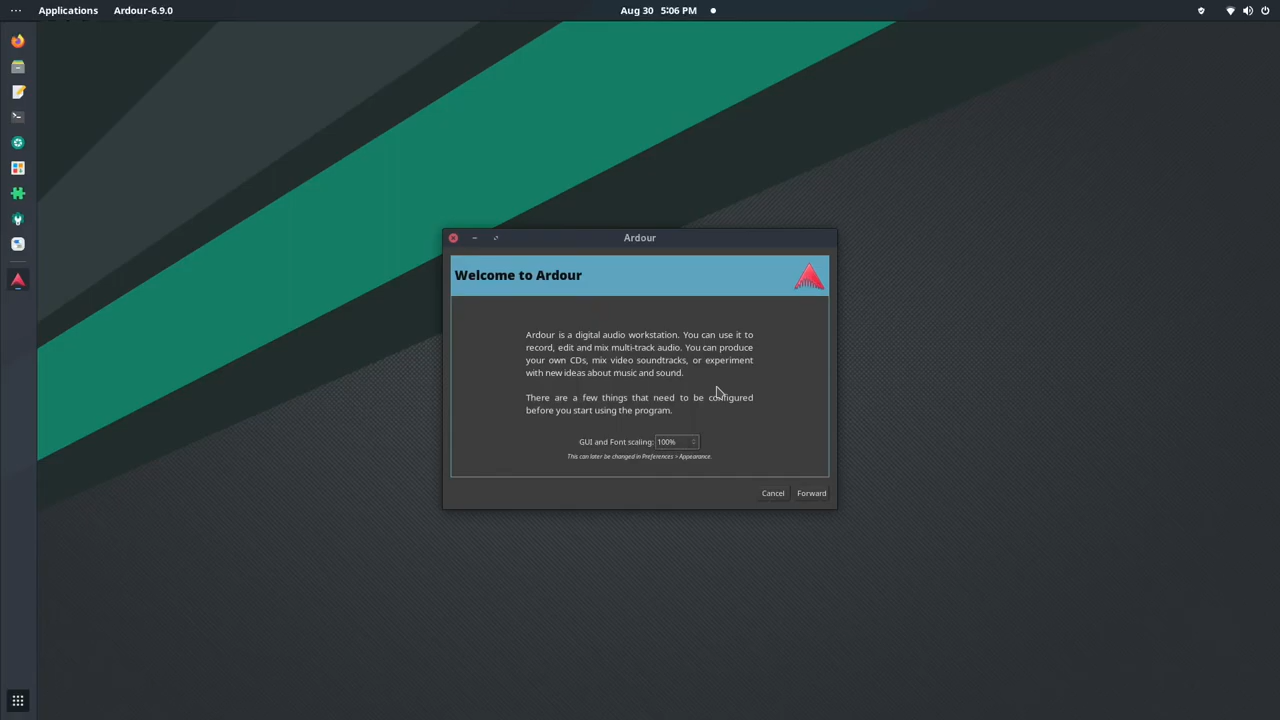 Applications Ardour-6.9.0 Aug 30 5:06 PM
Ardour
Welcome to Ardour
Ardour is a digital audio workstation. You can use it to
record, edit and mix multi-track audio. You can produce
your own CDs, mix video soundtracks, or experiment
with new ideas about music and sound.
There are a few things that need to be configured
before you start using the program.
GUI and Font scaling: 100%
This can later be changed in Preferences > Appearance.
Cancel Forward